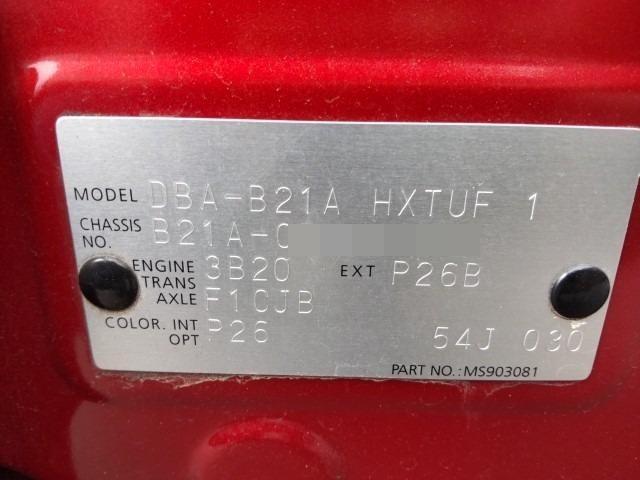 MODEL DBA-B21A HXTUF 1
CHASSIS NO. B21A-0
ENGINE 3B20 EXT P26B
TRANS AXLE F1CJB
COLOR. INT OPT P26 54J 030
PART NO.:MS903081